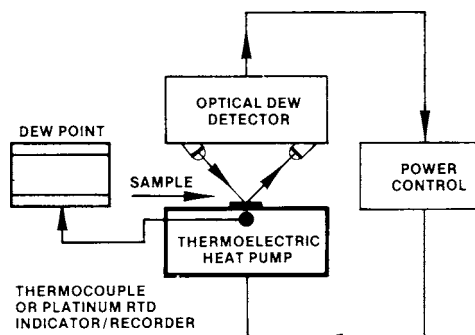 OPTICAL DEW
DETECTOR
DEW POINT
SAMPLE
POWER
CONTROL
THERMOELECTRIC
HEAT PUMP
THERMOCOUPLE
OR PLATINUM RTD
INDICATOR/RECORDER